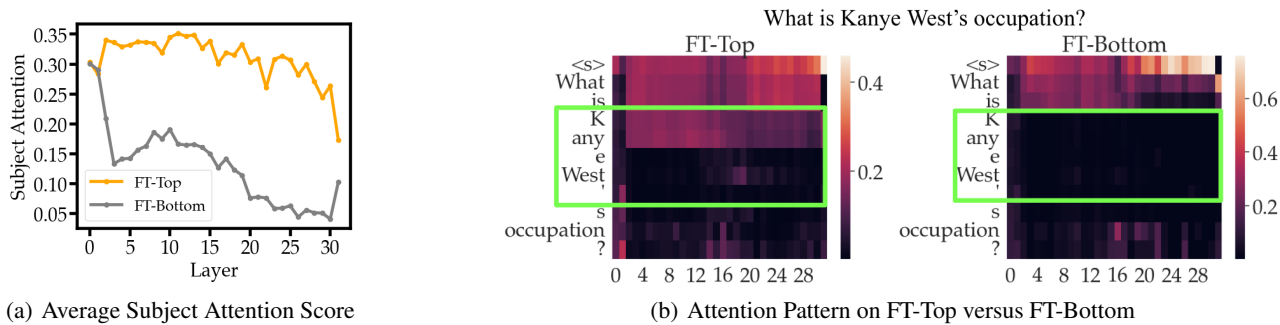 0.35
0.30
0.25
0.20
0.15
0.10
0.05
Subject Attention
FT-Top
FT-Bottom
0 5 10 15 20 25 30
Layer
(a) Average Subject Attention Score
What is Kanye West's occupation?
FT-Top
<s>
What
is
K
any
e
West
'
s
occupation
?
0 4 8 12 16 20 24 28
0.4
0.2
FT-Bottom
<s>
What
is
K
any
e
West
'
s
occupation
?
0 4 8 12 16 20 24 28
0.6
0.4
0.2
(b) Attention Pattern on FT-Top versus FT-Bottom